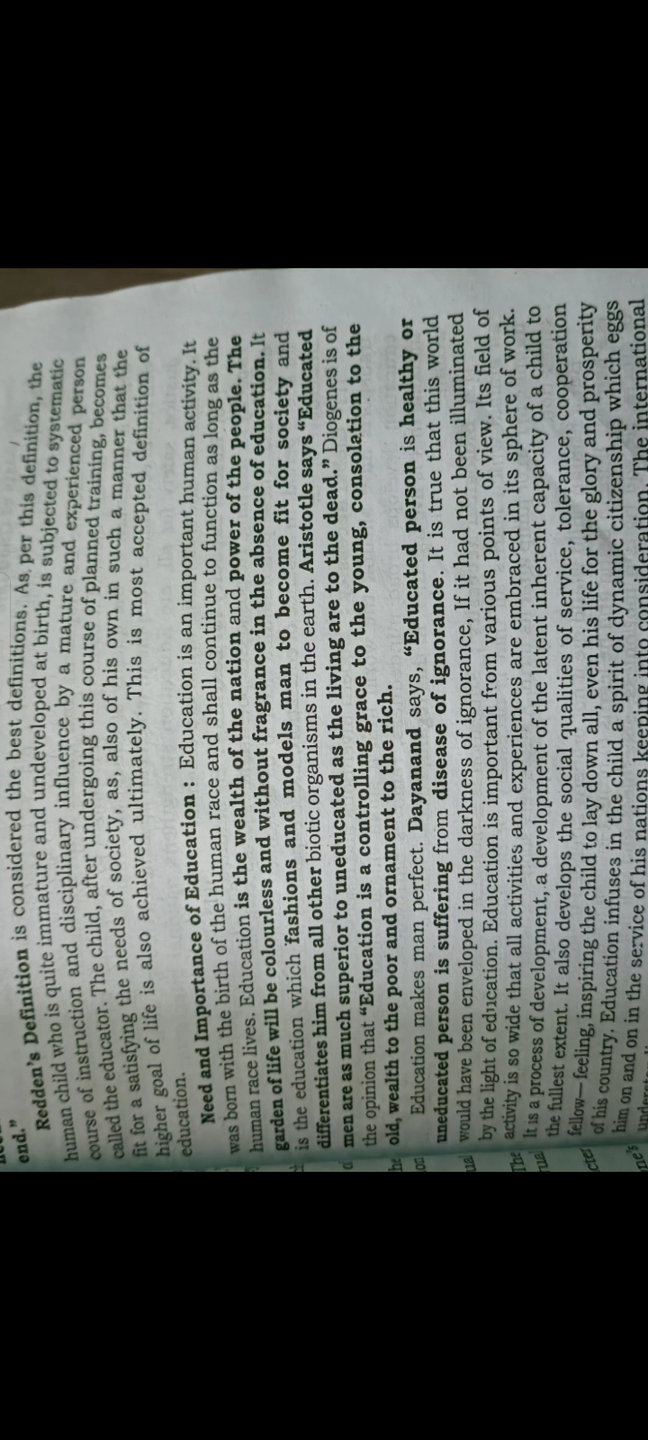 end."
Redden's Definition is considered the best definitions. As per this definition, the
human child who is quite immature and undeveloped at birth, is subjected to systematic
course of instruction and disciplinary influence by a mature and experienced person
called the educator. The child, after undergoing this course of planned training, becomes
fit for a satisfying the needs of society, as, also of his own in such a manner that the
higher goal of life is also achieved ultimately. This is most accepted definition of
education.
Need and Importance of Education : Education is an important human activity. It
was born with the birth of the human race and shall continue to function as long as the
human race lives. Education is the wealth of the nation and power of the people. The
garden of life will be colourless and without fragrance in the absence of education. It
is the education which fashions and models man to become fit for society and
differentiates him from all other biotic organisms in the earth. Aristotle says "Educated
men are as much superior to uneducated as the living are to the dead." Diogenes is of
the opinion that "Education is a controlling grace to the young, consolation to the
old, wealth to the poor and ornament to the rich.
Education makes man perfect. Dayanand says, "Educated person is healthy or
uneducated person is suffering from disease of ignorance. It is true that this world
would have been enveloped in the darkness of ignorance, If it had not been illuminated
by the light of education. Education is important from various points of view. Its field of
activity is so wide that all activities and experiences are embraced in its sphere of work.
It is a process of development, a development of the latent inherent capacity of a child to
the fullest extent. It also develops the social qualities of service, tolerance, cooperation
fellow—feeling, inspiring the child to lay down all, even his life for the glory and prosperity
of his country. Education infuses in the child a spirit of dynamic citizenship which eggs
him on and on in the service of his nations keeping into consideration. The international